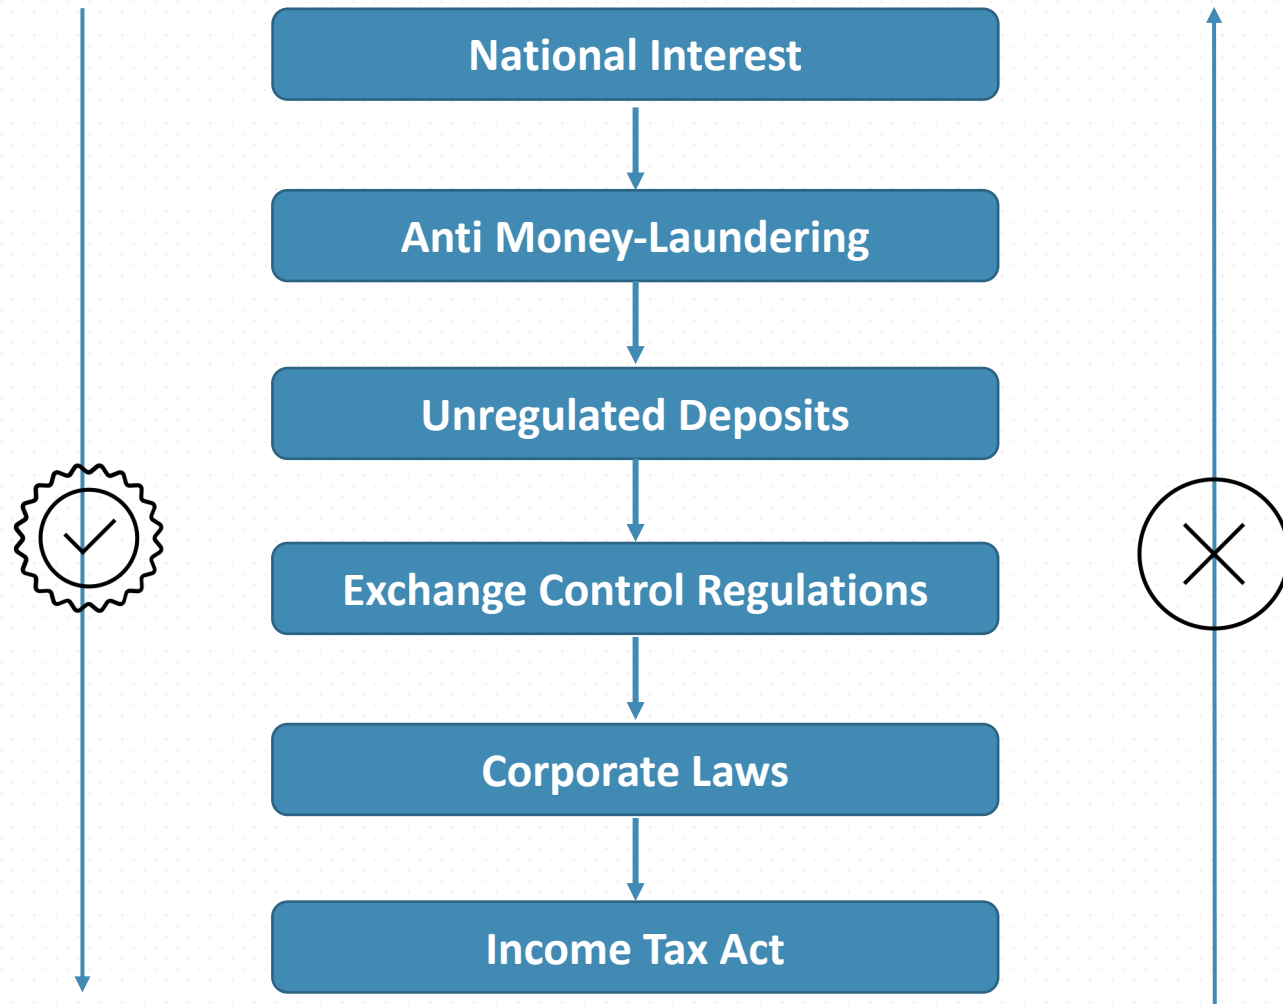 National Interest
Anti Money-Laundering
Unregulated Deposits
Exchange Control Regulations
Corporate Laws
Income Tax Act